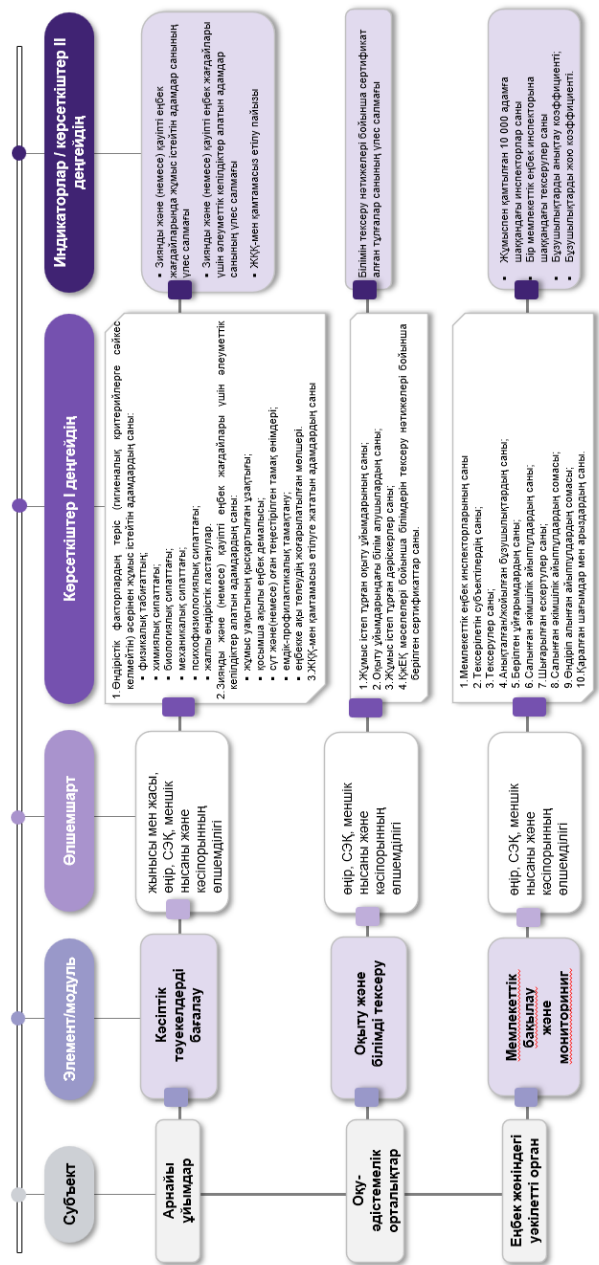 Субъект
Элемент/модуль
Өлшемшарт
Көрсеткіштер I деңгейдің
Индикаторлар / көрсеткіштер II
деңгейдің
Арнайы
ұйымдар
Кәсіптік
тәуекелдерді
бағалау
жынысы мен жасы,
өңір, СЭҚ, меншік
нысаны және
кәсіпорынның
өлшемділігі
1.Өндірістік факторлардың теріс (гигиеналық критерийлерге сәйкес
келмейтін) әсерінен жұмыс істейтін адамдардың саны:
▪ физикалық табиғаттың;
▪ химиялық сипаттағы;
▪ биологиялық сипаттағы;
▪ механикалық сипаттағы;
▪ психофизиологиялық сипаттағы;
▪ жалпы өндірістік ластанулар.
2.Зиянды және (немесе) қауіпті еңбек жағдайлары үшін әлеуметтік
кепілдіктер алатын адамдардың саны:
▪ жұмыс уақытының қысқартылған ұзақтығы;
▪ қосымша ақылы еңбек демалысы;
▪ сүт және(немесе) оған теңестірілген тамақ өнімдері;
▪ емдік-профилактикалық тамақтану;
▪ еңбекке ақы төлеудің жоғарылатылған мөлшері.
3.ЖҚҚ-мен қамтамасыз етілуге жататын адамдардың саны
▪ Зиянды және (немесе) қауіпті еңбек
жағдайларында жұмыс істейтін адамдар санының
үлес салмағы
▪ Зиянды және (немесе) қауіпті еңбек жағдайлары
үшін әлеуметтік кепілдіктер алатын адамдар
санының үлес салмағы
▪ ЖҚҚ-мен қамтамасыз етілу пайызы
Оқу-
әдістемелік
орталықтар
Оқыту және
білімді тексеру
өңір, СЭҚ, меншік
нысаны және
кәсіпорынның
өлшемділігі
1.Жұмыс істеп тұрған оқыту ұйымдарының саны;
2.Оқыту ұйымдарындағы білім алушылардың саны;
3.Жұмыс істеп тұрған дәріскерлер саны;
4.ҚжЕҚ мәселелері бойынша білімдерін тексеру нәтижелері бойынша
берілген сертификаттар саны.
Білімін тексеру нәтижелері бойынша сертификат
алған тұлғалар санының үлес салмағы
Еңбек жөніндегі
уәкілетті орган
Мемлекеттік
бақылау
және
мониториниг
өңір, СЭҚ, меншік
нысаны және
кәсіпорынның
өлшемділігі
1.Мемлекеттік еңбек инспекторларының саны
2.Тексерілетін субъектілердің саны;
3.Тексерулер саны;
4.Анықталған/жойылған бұзушылықтардың саны;
5.Берілген ұйғарымдардың саны;
6.Салынған әкімшілік айыппұлдардың саны;
7.Шығарылған ескертулер саны;
8.Салынған әкімшілік айыппұлдардың сомасы;
9.Өндіріп алынған айыппұлдардың сомасы;
10.Қаралған шағымдар мен арыздардың саны.
▪ Жұмыспен қамтылған 10 000 адамға
шаққандағы инспекторлар саны
▪ Бір мемлекеттік еңбек инспекторына
шаққандағы тексерулер саны
▪ Бұзушылықтарды анықтау коэффициенті;
▪ Бұзушылықтарды жою коэффициенті.